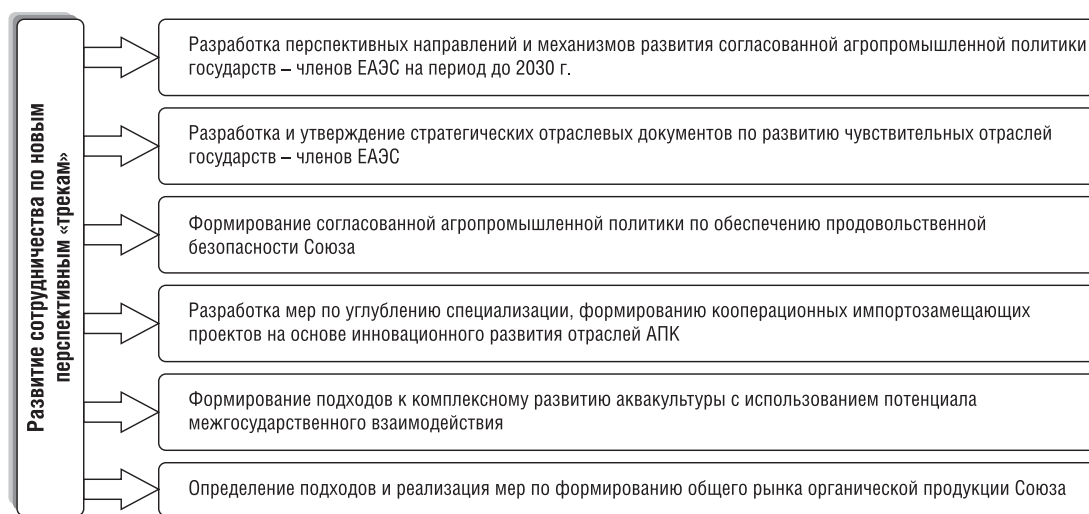 Развитие сотрудничества по новым
перспективным «трекам»
Разработка перспективных направлений и механизмов развития согласованной агропромышленной политики
государств – членов ЕАЭС на период до 2030 г.
Разработка и утверждение стратегических отраслевых документов по развитию чувствительных отраслей
государств – членов ЕАЭС
Формирование согласованной агропромышленной политики по обеспечению продовольственной
безопасности Союза
Разработка мер по углублению специализации, формированию кооперационных импортозамещающих
проектов на основе инновационного развития отраслей АПК
Формирование подходов к комплексному развитию аквакультуры с использованием потенциала
межгосударственного взаимодействия
Определение подходов и реализация мер по формированию общего рынка органической продукции Союза